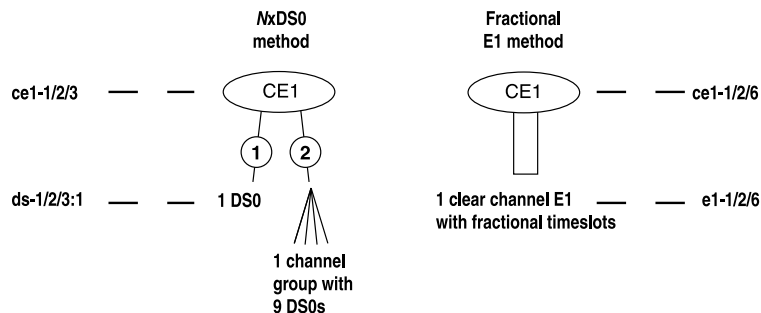 NxDS0
method
Fractional
E1 method
ce1-1/2/3
CE1
CE1
ce1-1/2/6
1
2
ds-1/2/3:1
1 DS0
1 clear channel E1
with fractional timeslots
e1-1/2/6
1 channel
group with
9 DS0s